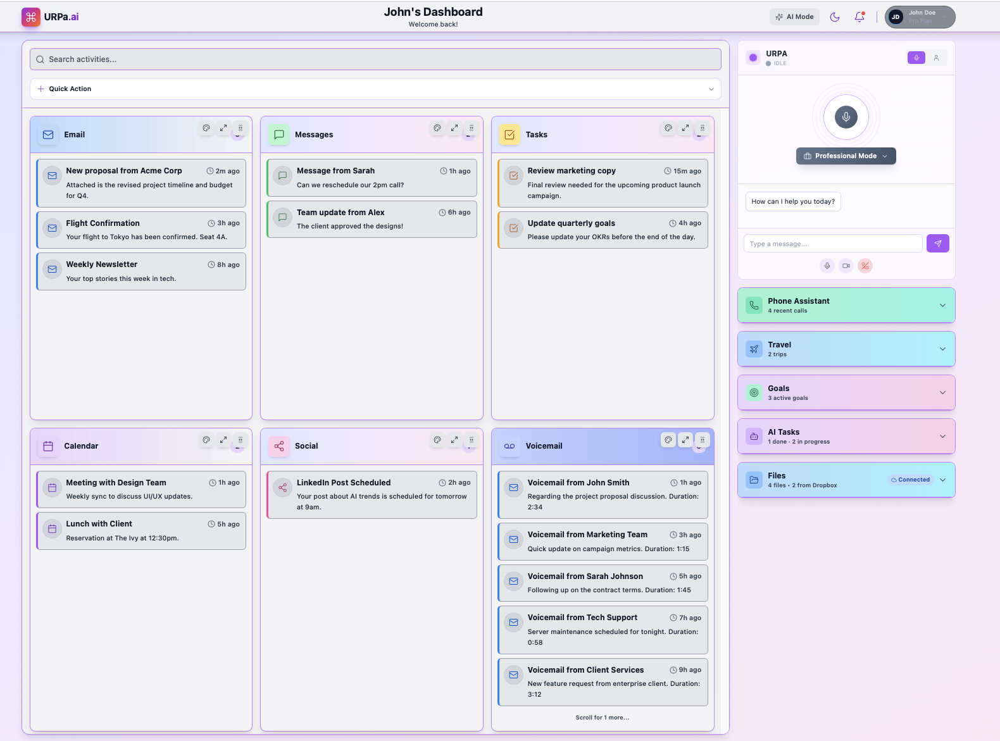 URPa.ai
John's Dashboard
Welcome back!
AI Mode
JD
John Doe
Pro Plan
Search activities...
Quick Action
Email
New proposal from Acme Corp
2m ago
Attached is the revised project timeline and budget
for Q4.
Flight Confirmation
3h ago
Your flight to Tokyo has been confirmed. Seat 4A.
Weekly Newsletter
8h ago
Your top stories this week in tech.
Messages
Message from Sarah
1h ago
Can we reschedule our 2pm call?
Team update from Alex
6h ago
The client approved the designs!
Tasks
Review marketing copy
15m ago
Final review needed for the upcoming product launch
campaign.
Update quarterly goals
4h ago
Please update your OKRs before the end of the day.
Calendar
Meeting with Design Team
1h ago
Weekly sync to discuss UI/UX updates.
Lunch with Client
5h ago
Reservation at The Ivy at 12:30pm.
Social
LinkedIn Post Scheduled
2h ago
Your post about AI trends is scheduled for tomorrow
at 9am.
Voicemail
Voicemail from John Smith
1h ago
Regarding the project proposal discussion. Duration:
2:34
Voicemail from Marketing Team
3h ago
Quick update on campaign metrics. Duration: 1:15
Voicemail from Sarah Johnson
5h ago
Following up on the contract terms. Duration: 1:45
Voicemail from Tech Support
7h ago
Server maintenance scheduled for tonight. Duration:
0:58
Voicemail from Client Services
9h ago
New feature request from enterprise client. Duration:
3:12
Scroll for 1 more...
URPA
IDLE
Professional Mode
How can I help you today?
Type a message...
Phone Assistant
4 recent calls
Travel
2 trips
Goals
3 active goals
AI Tasks
1 done · 2 in progress
Files
4 files • 2 from Dropbox
Connected